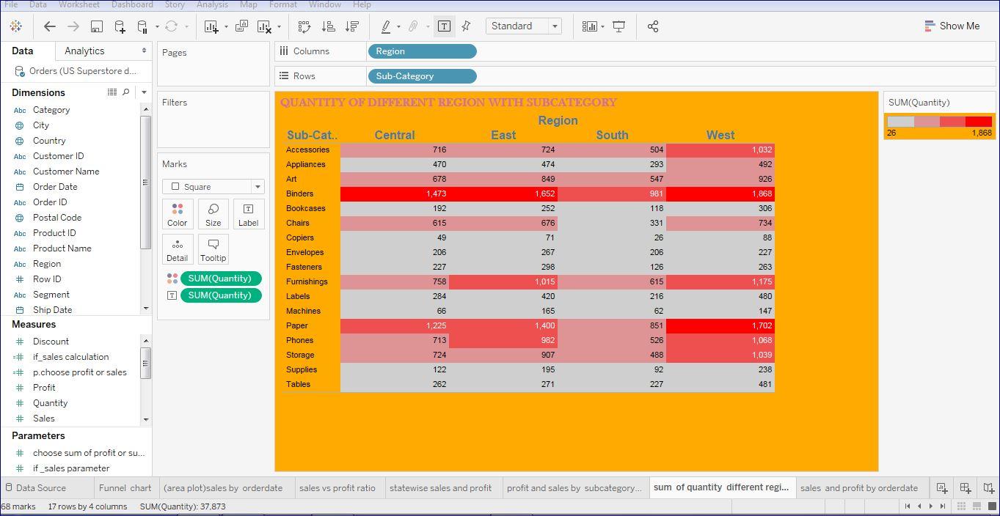 File Data Worksheet Dashboard Story Analysis Map Format Window Help
Standard
Show Me
Data Analytics
Orders (US Superstore d...
Dimensions
Abc Category
City
Country
Abc Customer ID
Abc Customer Name
Order Date
Abc Order ID
Postal Code
Abc Product ID
Abc Product Name
Abc Region
# Row ID
Abc Segment
Ship Date
Measures
# Discount
=# if_sales calculation
=# p.choose profit or sales
# Profit
# Quantity
# Sales
Parameters
# choose sum of profit or su...
# if_sales parameter
Pages
Filters
Marks
Square
Color Size Label
Detail Tooltip
SUM(Quantity)
SUM(Quantity)
Columns Region
Rows Sub-Category
QUANTITY OF DIFFERENT REGION WITH SUBCATEGORY
Region
Sub-Cat.. Central East South West
Accessories 716 724 504 1,032
Appliances 470 474 293 492
Art 678 849 547 926
Binders 1,473 1,652 981 1,868
Bookcases 192 252 118 306
Chairs 615 676 331 734
Copiers 49 71 26 88
Envelopes 206 267 206 227
Fasteners 227 298 126 263
Furnishings 758 1,015 615 1,175
Labels 284 420 216 480
Machines 66 165 62 147
Paper 1,225 1,400 851 1,702
Phones 713 982 526 1,068
Storage 724 907 488 1,039
Supplies 122 195 92 238
Tables 262 271 227 481
SUM(Quantity)
26 1,868
Data Source Funnel chart (area plot)sales by orderdate sales vs profit ratio statewise sales and profit profit and sales by subcategory... sum of quantity different regi... sales and profit by orderdate
68 marks 17 rows by 4 columns SUM(Quantity): 37,873